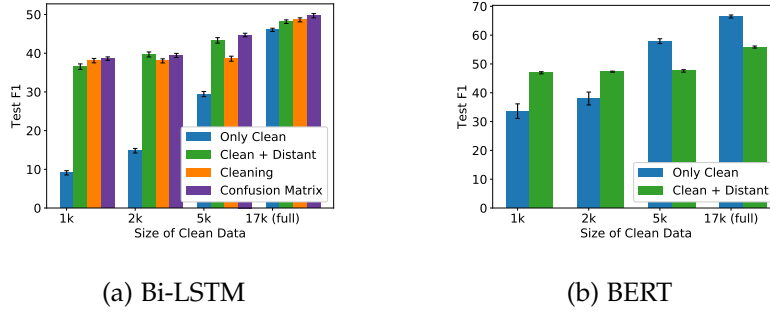 50
40
30
20
10
0
Test F1
Only Clean
Clean + Distant
Cleaning
Confusion Matrix
1k 2k 5k 17k (full)
Size of Clean Data
(a) Bi-LSTM
70
60
50
40
30
20
10
0
Test F1
Only Clean
Clean + Distant
1k 2k 5k 17k (full)
Size of Clean Data
(b) BERT